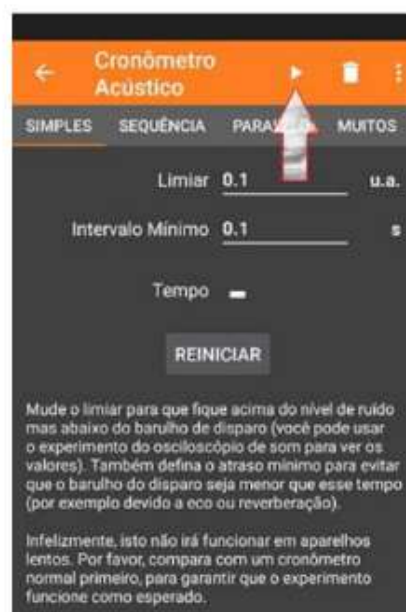 Cronômetro
Acústico
SIMPLES SEQUÊNCIA MUITOS
Limiar 0.1 u.a.
Intervalo Mínimo 0.1 s
Tempo -
REINICIAR
Mude o limiar para que fique acima do nível de ruído
mas abaixo do barulho de disparo (você pode usar
o experimento do osciloscópio de som para ver os
valores). Também defina o atraso mínimo para evitar
que o barulho do disparo seja menor que esse tempo
(por exemplo devido a eco ou reverberação).
Infelizmente, isto não irá funcionar em aparelhos
lentos. Por favor, compara com um cronômetro
normal primeiro, para garantir que o experimento
funcione como esperado.